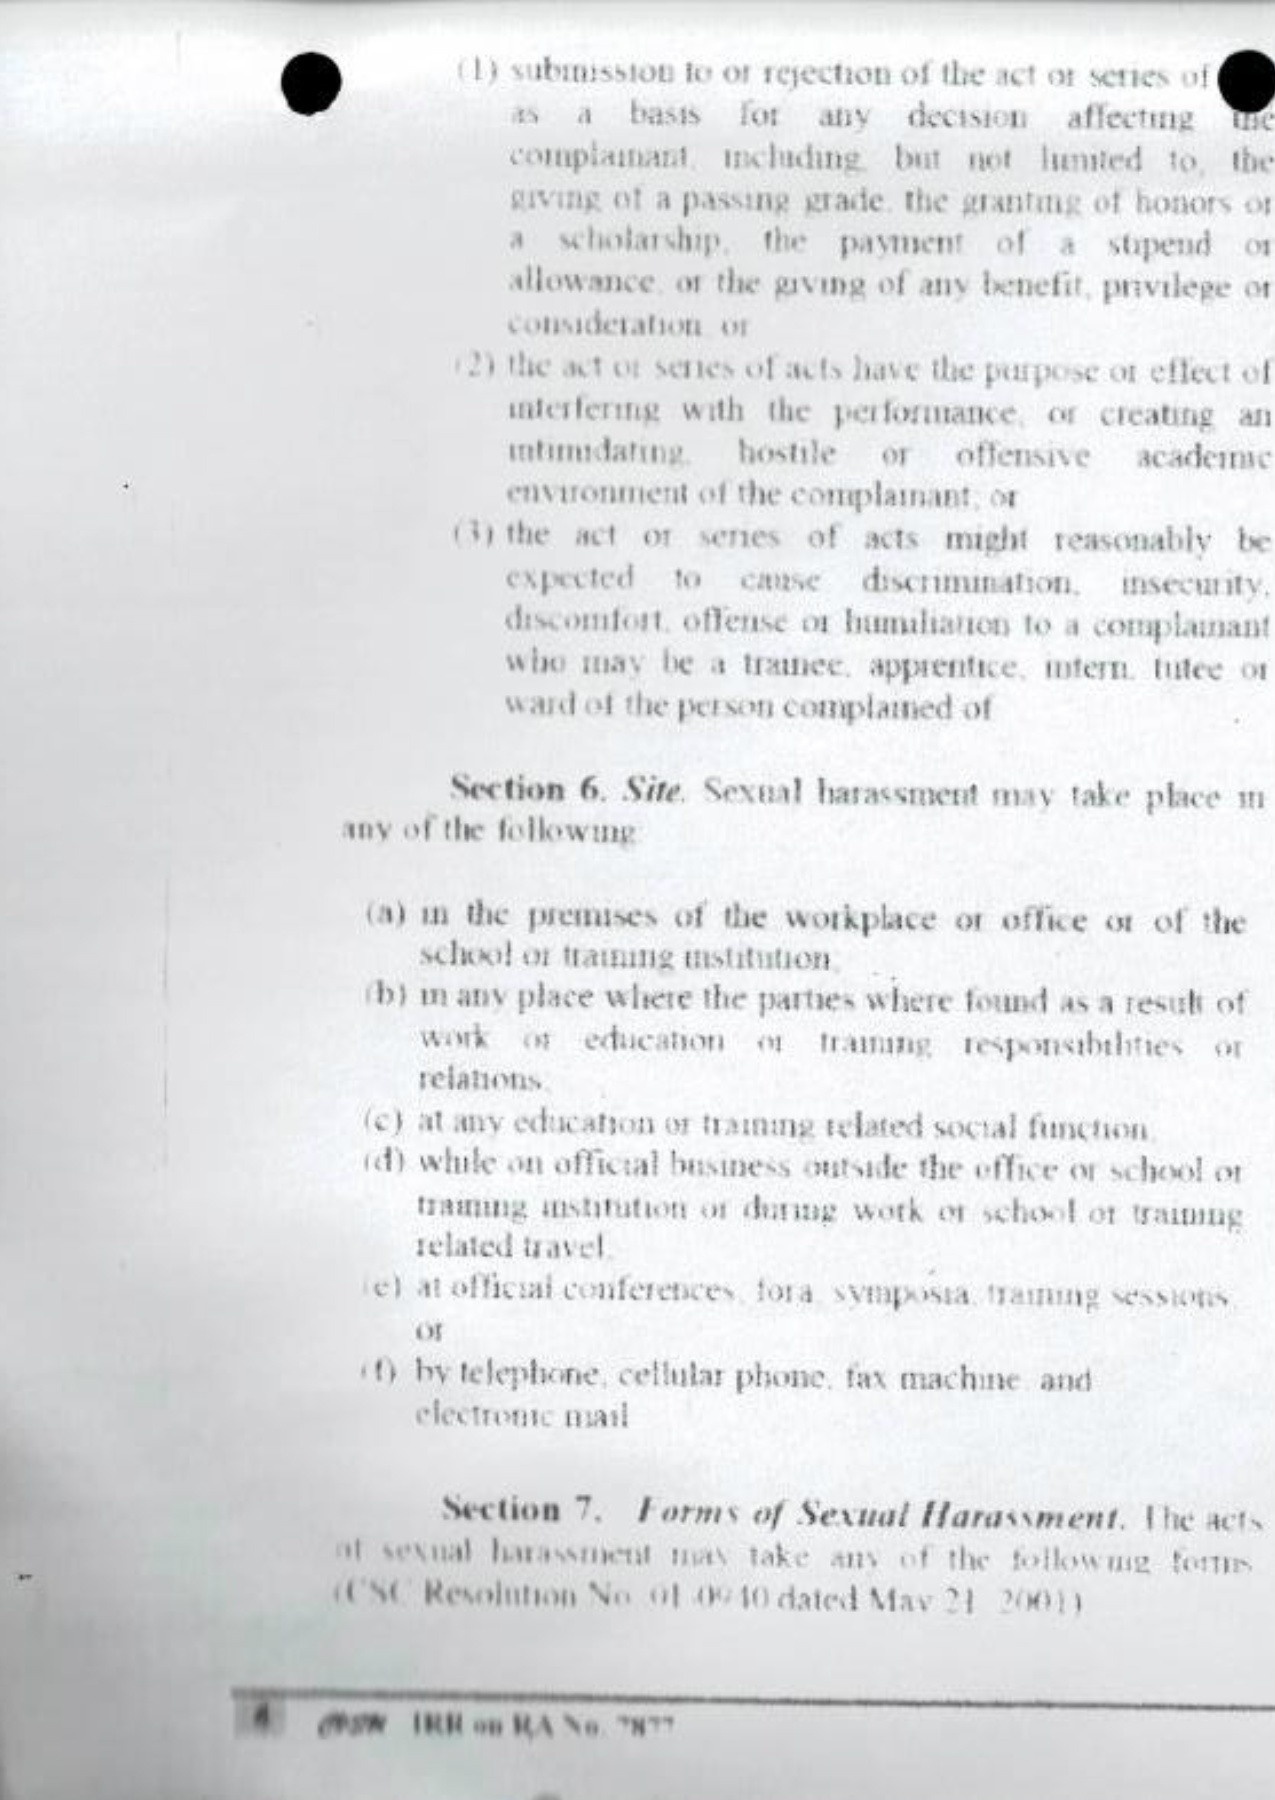 (1) submission to or rejection of the act or series of
as a basis for any decision affecting the
complainant, including, but not limited to, the
giving of a passing grade, the granting of honors or
a scholarship, the payment of a stipend or
allowance, or the giving of any benefit, privilege or
consideration, or
(2) the act or series of acts have the purpose or effect of
interfering with the performance, or creating an
intimidating, hostile or offensive academic
environment of the complainant; or
(3) the act or series of acts might reasonably be
expected to cause discrimination, insecurity,
discomfort, offense or humiliation to a complainant
who may be a trainee, apprentice, intern, tutee or
ward of the person complained of
Section 6. Site. Sexual harassment may take place in
any of the following
(a) in the premises of the workplace or office or of the
school or training institution,
(b) in any place where the parties where found as a result of
work or education or training responsibilities or
relations,
(c) at any education or training related social function,
(d) while on official business outside the office or school or
training institution or during work or school or training
related travel,
(e) at official conferences, fora, symposia, training sessions,
or
(f) by telephone, cellular phone, fax machine, and
electronic mail
Section 7. Forms of Sexual Harassment. The acts
of sexual harassment may take any of the following forms
(CSC Resolution No. 01-0940 dated May 21, 2001)
4 IRR on RA No. 7877